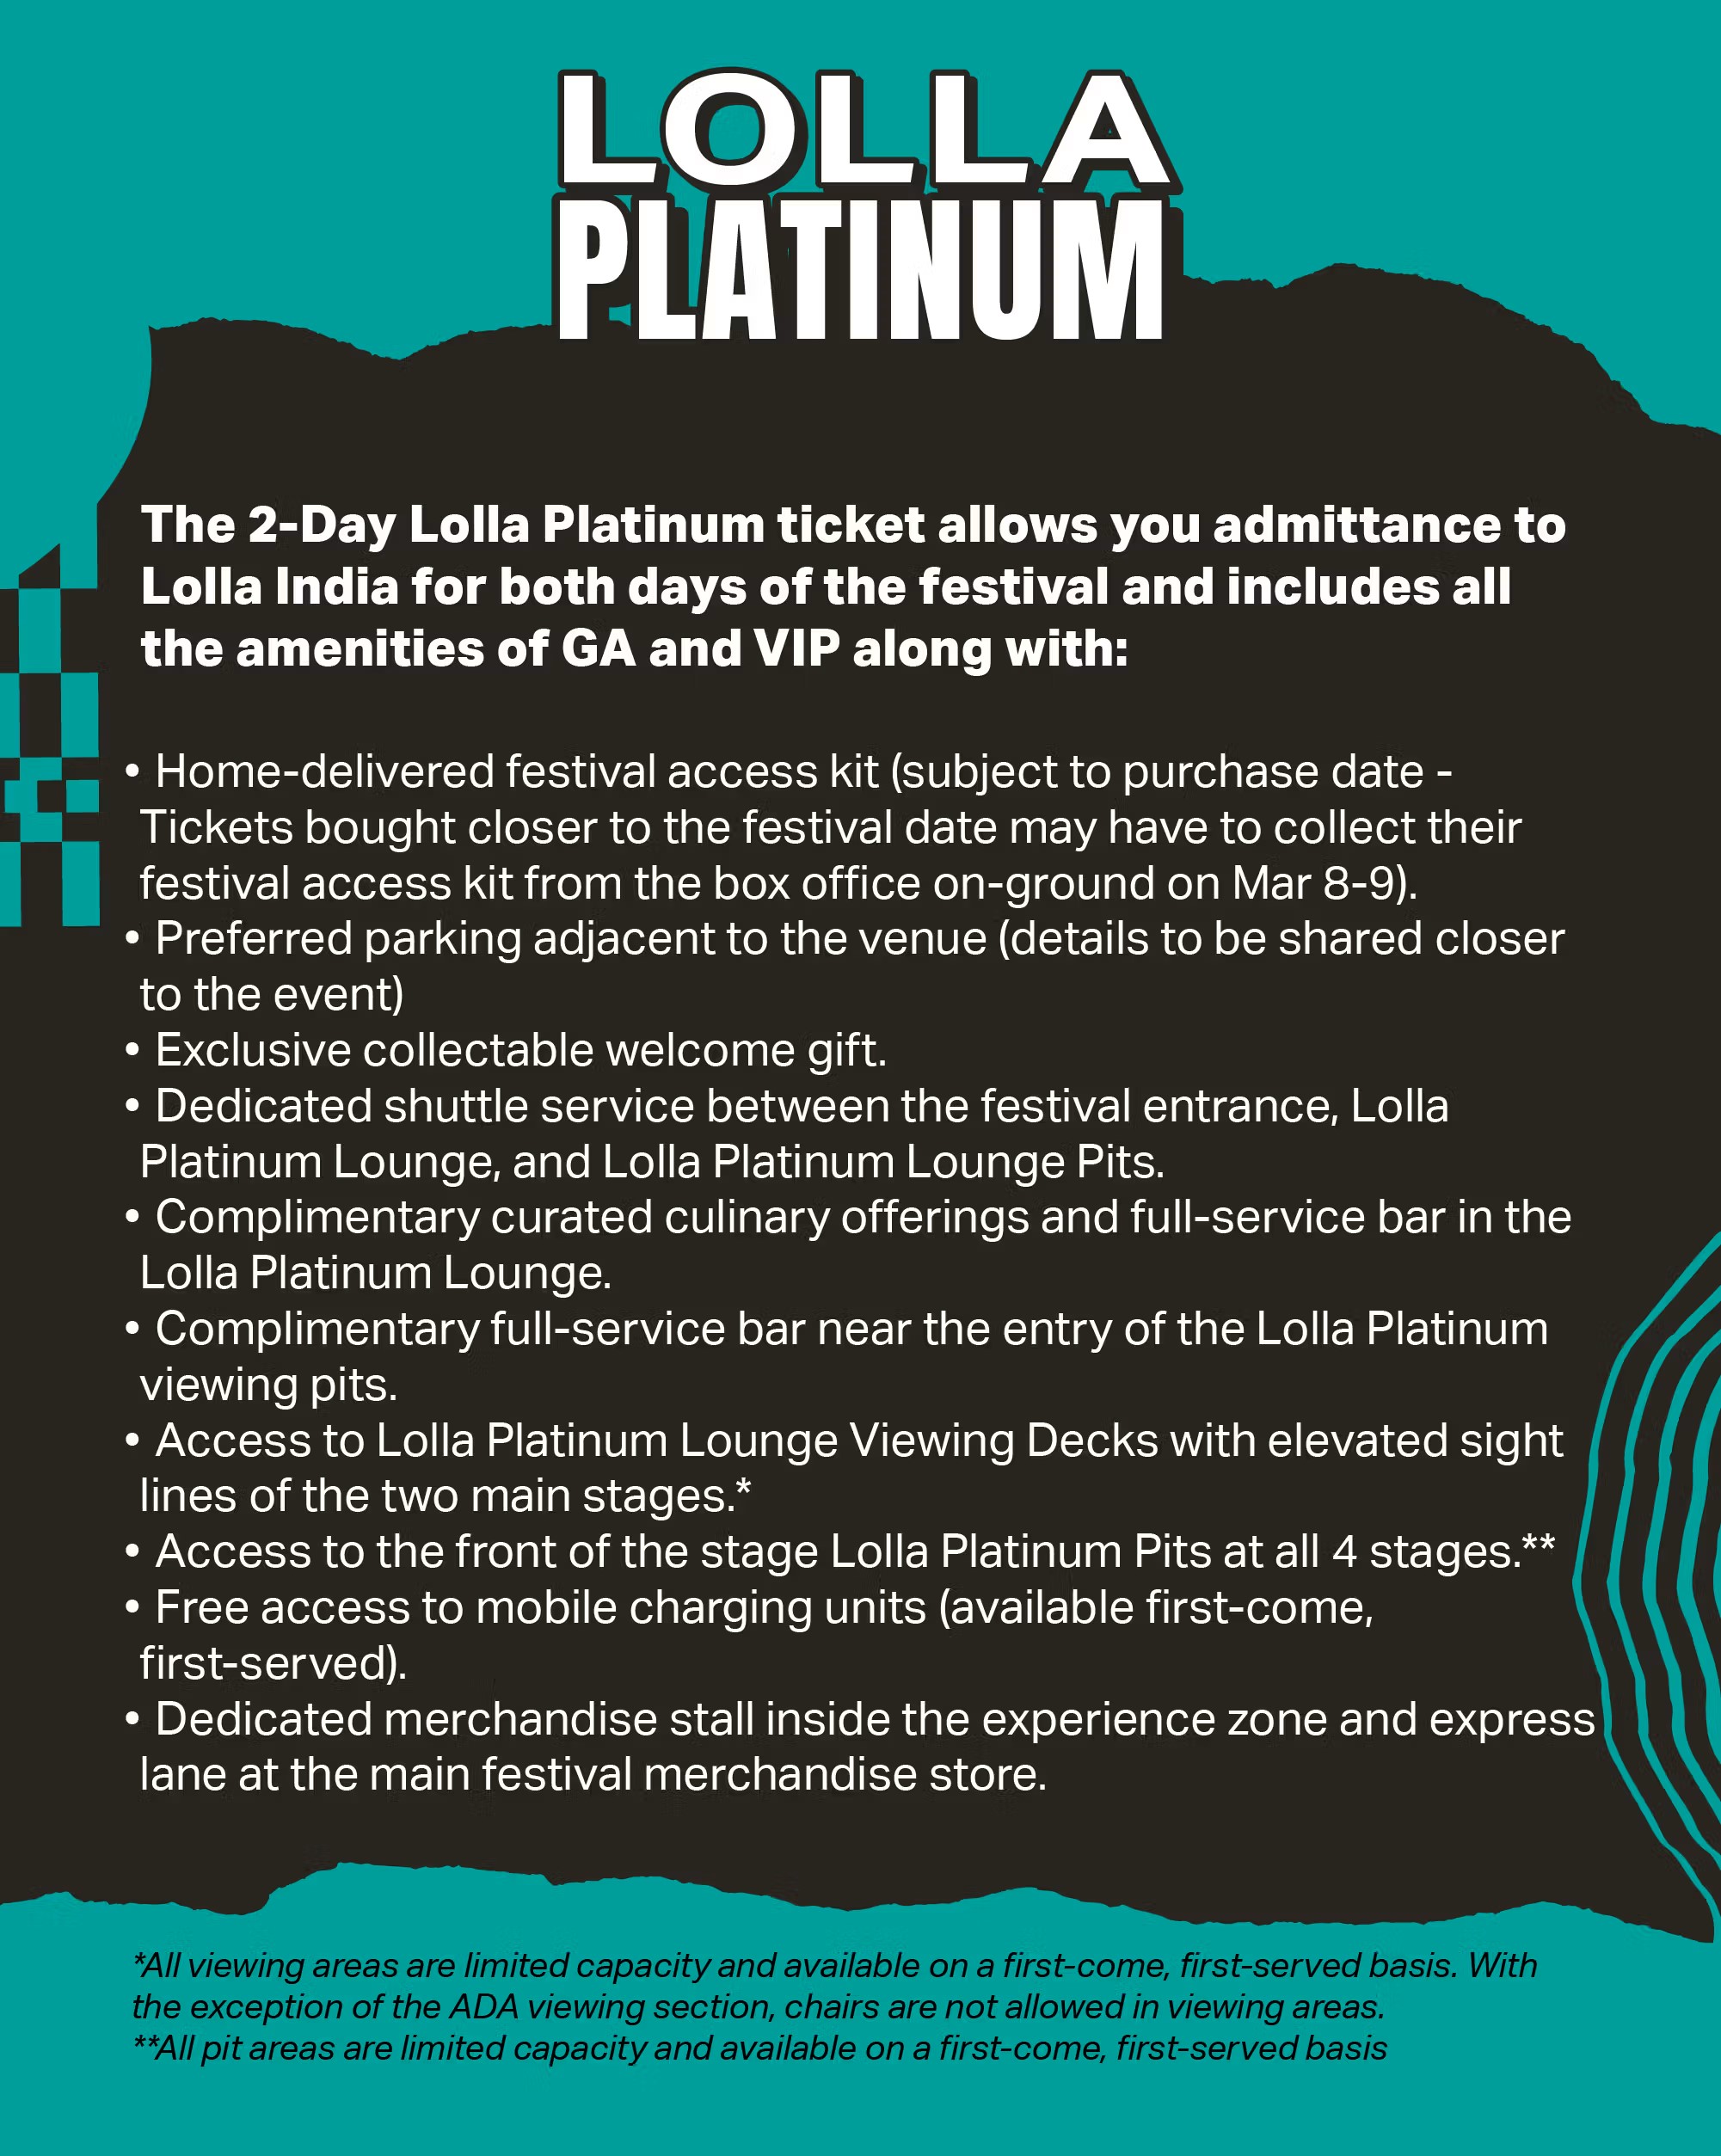 LOLLA
PLATINUM
The 2-Day Lolla Platinum ticket allows you admittance to
Lolla India for both days of the festival and includes all
the amenities of GA and VIP along with:
• Home-delivered festival access kit (subject to purchase date -
Tickets bought closer to the festival date may have to collect their
festival access kit from the box office on-ground on Mar 8-9).
• Preferred parking adjacent to the venue (details to be shared closer
to the event)
• Exclusive collectable welcome gift.
• Dedicated shuttle service between the festival entrance, Lolla
Platinum Lounge, and Lolla Platinum Lounge Pits.
• Complimentary curated culinary offerings and full-service bar in the
Lolla Platinum Lounge.
• Complimentary full-service bar near the entry of the Lolla Platinum
viewing pits.
• Access to Lolla Platinum Lounge Viewing Decks with elevated sight
lines of the two main stages.*
• Access to the front of the stage Lolla Platinum Pits at all 4 stages.**
• Free access to mobile charging units (available first-come,
first-served).
• Dedicated merchandise stall inside the experience zone and express
lane at the main festival merchandise store.
*All viewing areas are limited capacity and available on a first-come, first-served basis. With
the exception of the ADA viewing section, chairs are not allowed in viewing areas.
**All pit areas are limited capacity and available on a first-come, first-served basis